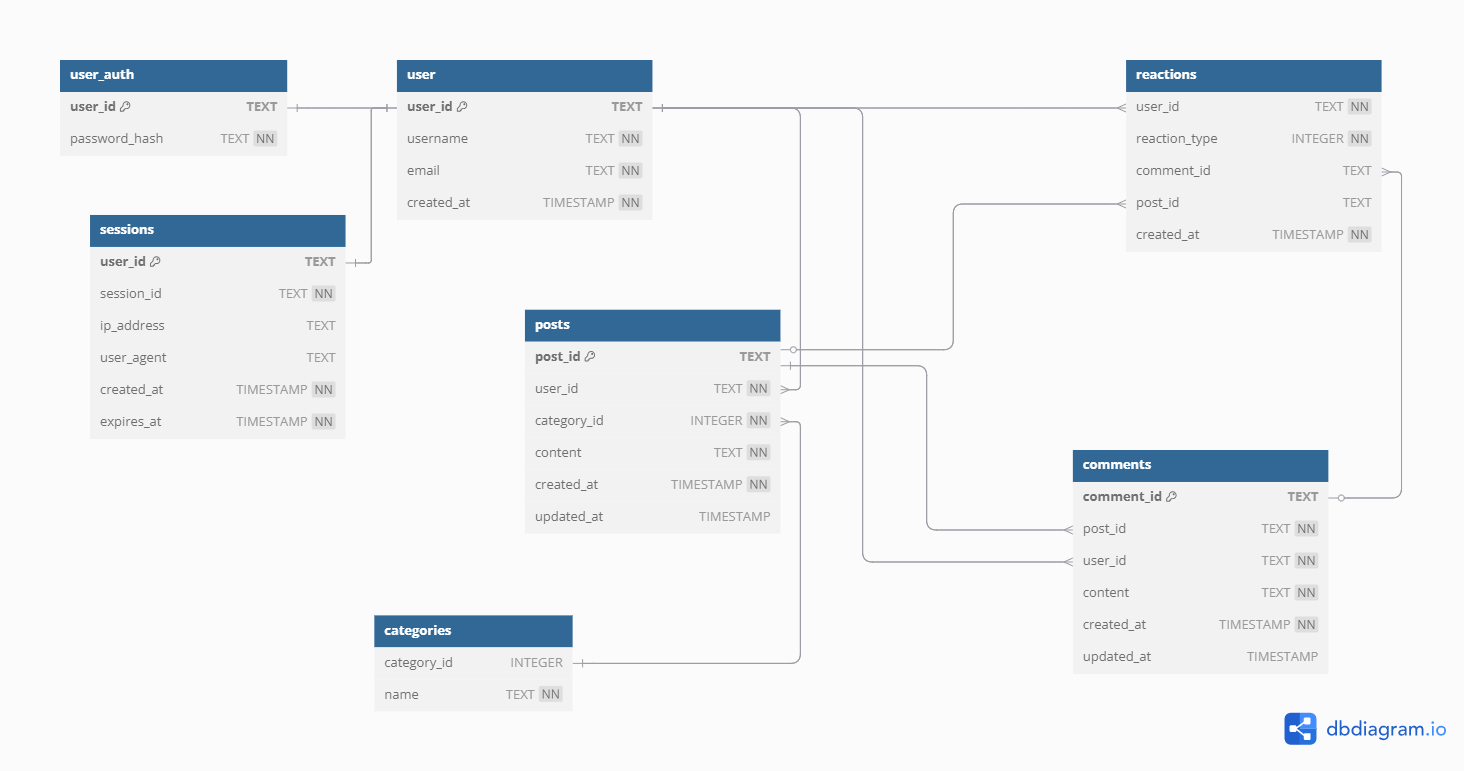 user_auth
user_id TEXT
password_hash TEXT NN
user
user_id TEXT
username TEXT NN
email TEXT NN
created_at TIMESTAMP NN
reactions
user_id TEXT NN
reaction_type INTEGER NN
comment_id TEXT
post_id TEXT
created_at TIMESTAMP NN
sessions
user_id TEXT
session_id TEXT NN
ip_address TEXT
user_agent TEXT
created_at TIMESTAMP NN
expires_at TIMESTAMP NN
posts
post_id TEXT
user_id TEXT NN
category_id INTEGER NN
content TEXT NN
created_at TIMESTAMP NN
updated_at TIMESTAMP
comments
comment_id TEXT
post_id TEXT NN
user_id TEXT NN
content TEXT NN
created_at TIMESTAMP NN
updated_at TIMESTAMP
categories
category_id INTEGER
name TEXT NN
dbdiagram.io